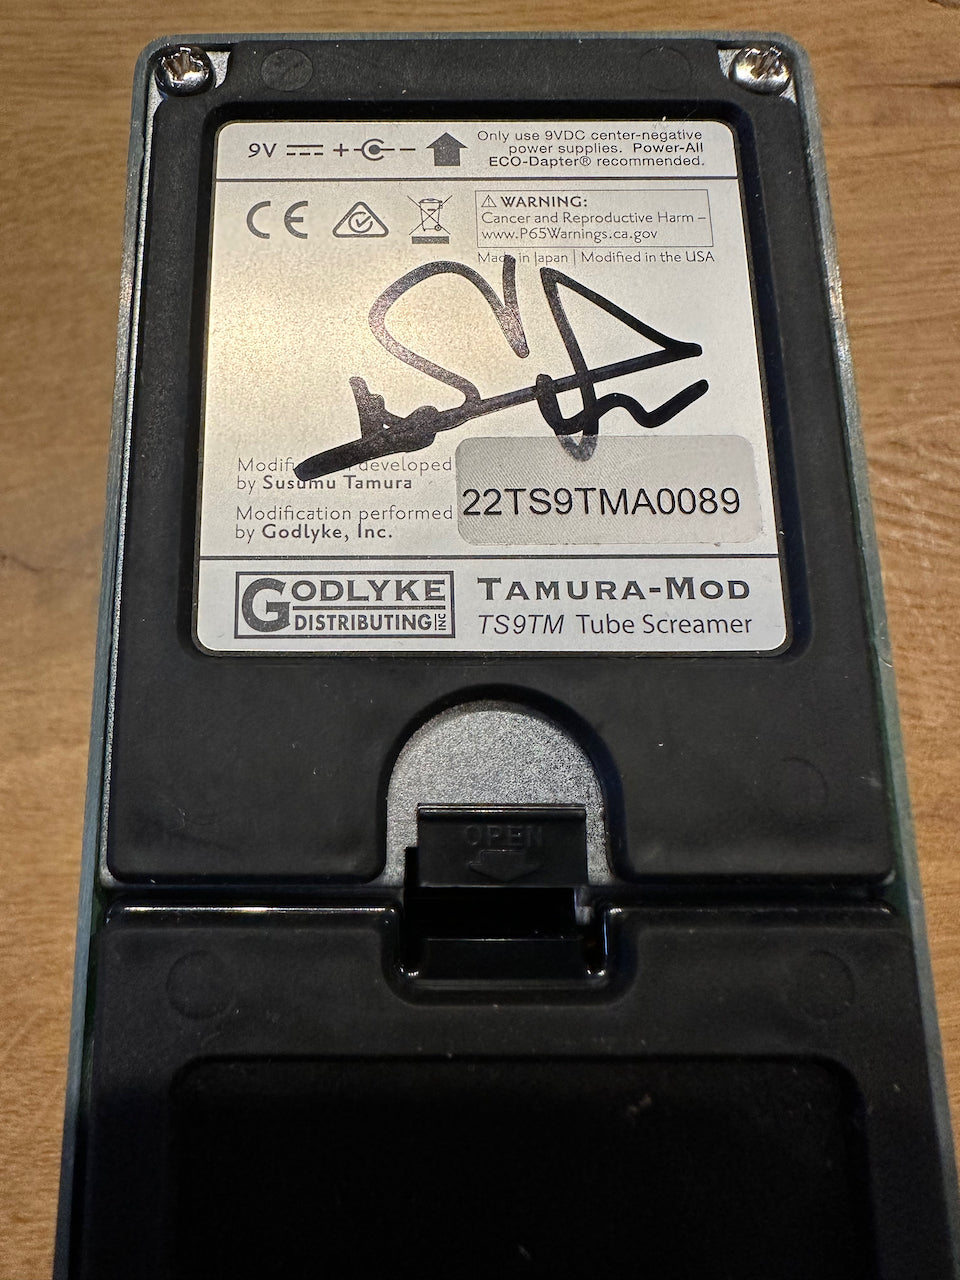 9V + -
Only use 9VDC center-negative
power supplies. Power-All
ECO-Dapter® recommended.
CE
⚠ WARNING:
Cancer and Reproductive Harm –
www.P65Warnings.ca.gov
Made in Japan | Modified in the USA
developed
by Susumu Tamura
Modification performed
by Godlyke, Inc.
22TS9TMA0089
GODLYKE
DISTRIBUTING INC
TAMURA-MOD
TS9TM Tube Screamer
OPEN